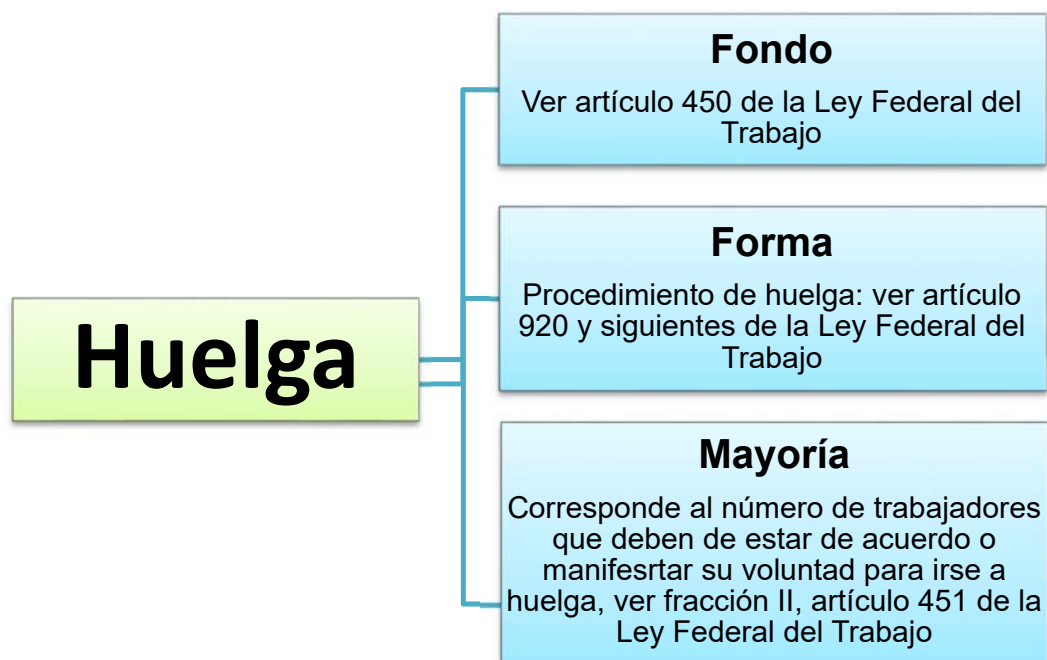 Huelga
Fondo
Ver artículo 450 de la Ley Federal del
Trabajo
Forma
Procedimiento de huelga: ver artículo
920 y siguientes de la Ley Federal del
Trabajo
Mayoría
Corresponde al número de trabajadores
que deben de estar de acuerdo o
manifesrtar su voluntad para irse a
huelga, ver fracción II, artículo 451 de la
Ley Federal del Trabajo